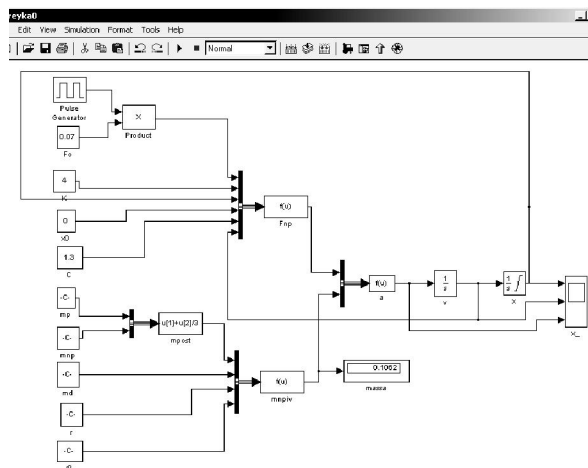 reyka0
Edit View Simulation Format Tools Help
Normal
Pulse
Generator
X
Product
0.07
Fo
4
K
0
x0
1.3
C
f(u)
Fnp
f(u)
a
1
s
v
1
s
X
X_
-C-
mp
-C-
mnp
u[1]+u[2]/3
mpost
-C-
md
-C-
r
-C-
f(u)
mnpiv
0.1062
massa